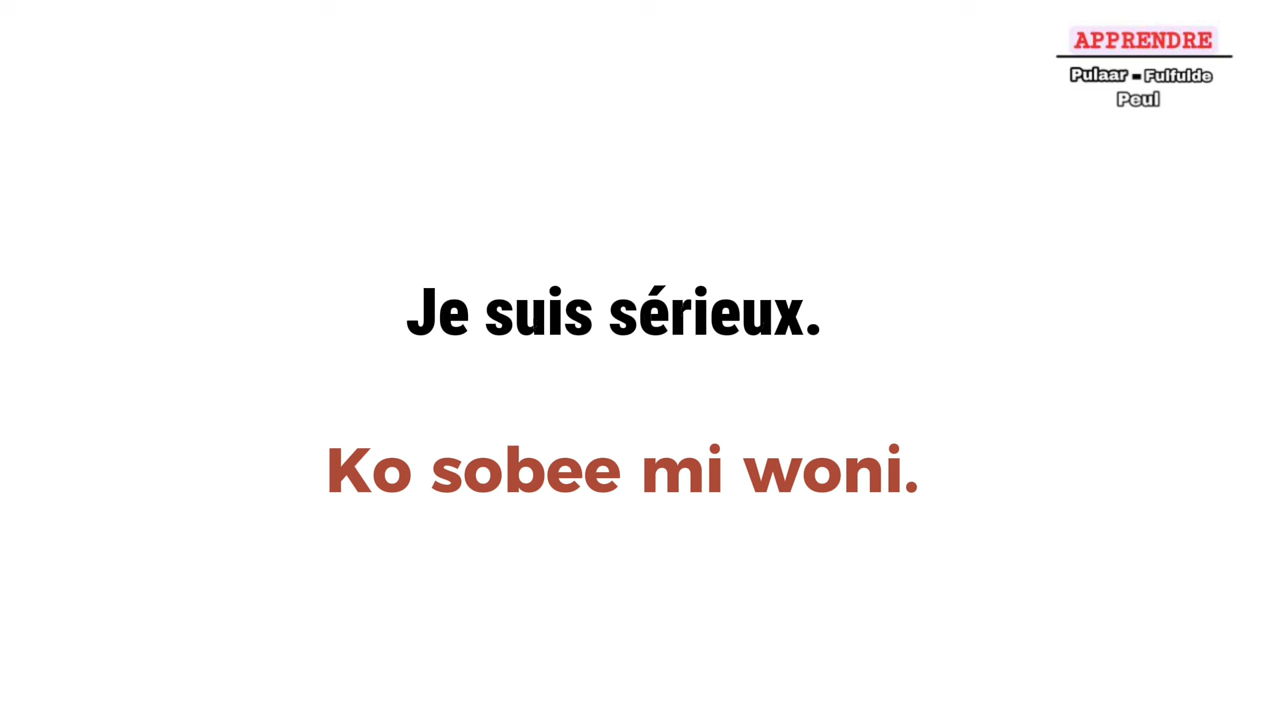 APPRENDRE
Pulaar - Fulfulde
Peul
Je suis sérieux.
Ko sobee mi woni.